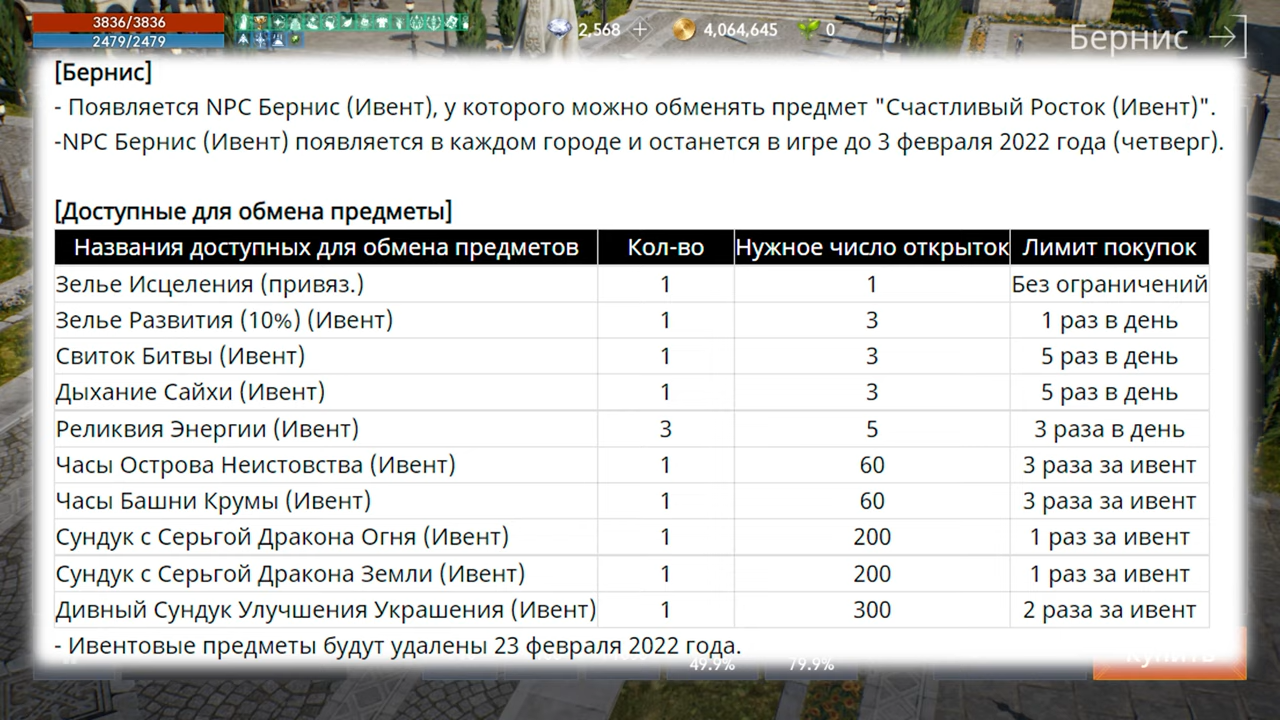 3836/3836
2479/2479
2,568
4,064,645
0
Бернис
[Бернис]
- Появляется NPC Бернис (Ивент), у которого можно обменять предмет "Счастливый Росток (Ивент)".
-NPC Бернис (Ивент) появляется в каждом городе и останется в игре до 3 февраля 2022 года (четверг).
[Доступные для обмена предметы]
Названия доступных для обмена предметов Кол-во Нужное число открыток Лимит покупок
Зелье Исцеления (привяз.) 1 1 Без ограничений
Зелье Развития (10%) (Ивент) 1 3 1 раз в день
Свиток Битвы (Ивент) 1 3 5 раз в день
Дыхание Сайхи (Ивент) 1 3 5 раз в день
Реликвия Энергии (Ивент) 3 5 3 раза в день
Часы Острова Неистовства (Ивент) 1 60 3 раза за ивент
Часы Башни Крумы (Ивент) 1 60 3 раза за ивент
Сундук с Серьгой Дракона Огня (Ивент) 1 200 1 раз за ивент
Сундук с Серьгой Дракона Земли (Ивент) 1 200 1 раз за ивент
Дивный Сундук Улучшения Украшения (Ивент) 1 300 2 раза за ивент
- Ивентовые предметы будут удалены 23 февраля 2022 года.
49.9% 79.9%